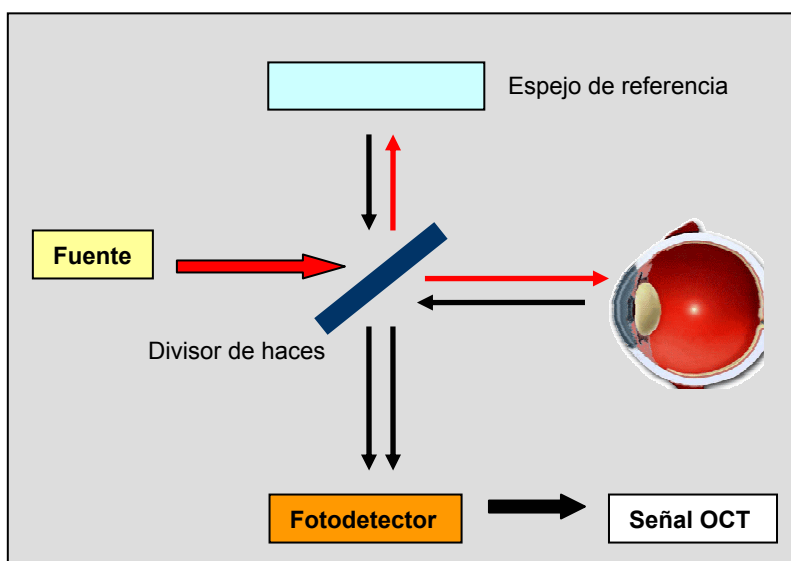 Espejo de referencia
Fuente
Divisor de haces
Fotodetector
Señal OCT